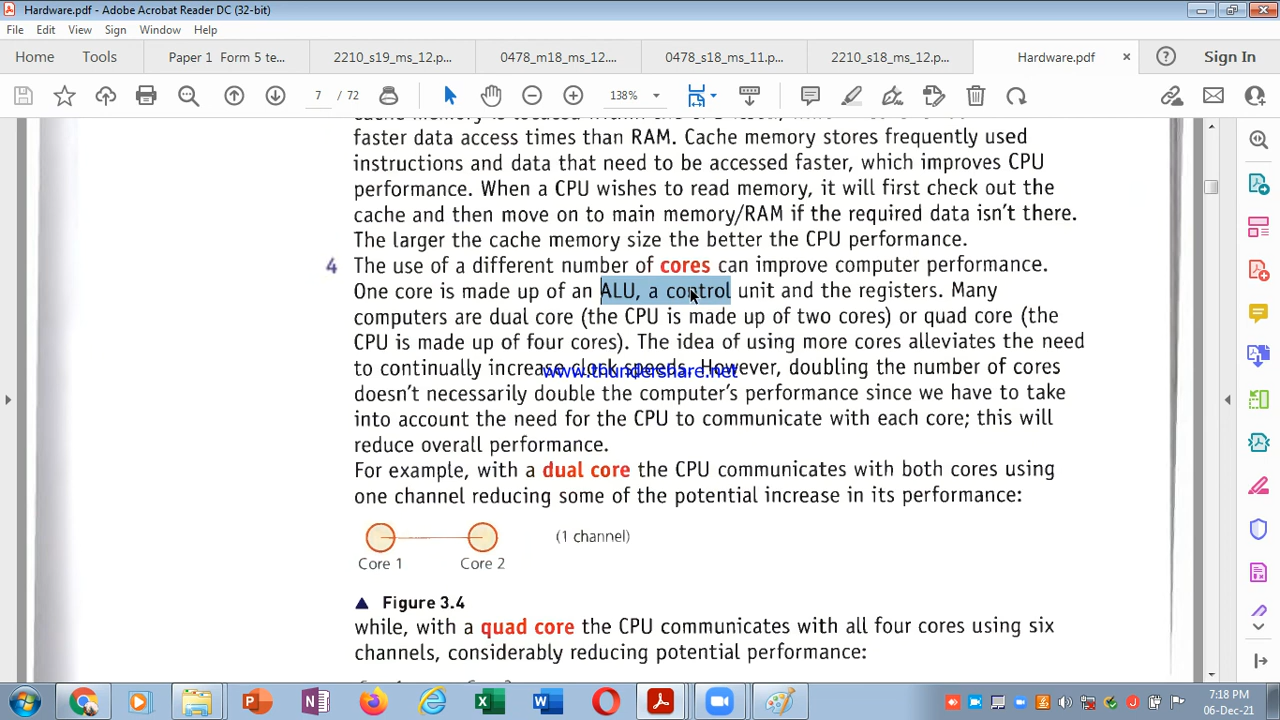 Hardware.pdf - Adobe Acrobat Reader DC (32-bit)
File Edit View Sign Window Help
Home Tools Paper 1 Form 5 te... 2210_s19_ms_12.p... 0478_m18_ms_12.... 0478_s18_ms_11.p... 2210_s18_ms_12.p... Hardware.pdf × Sign In
7 / 72 138%
faster data access times than RAM. Cache memory stores frequently used
instructions and data that need to be accessed faster, which improves CPU
performance. When a CPU wishes to read memory, it will first check out the
cache and then move on to main memory/RAM if the required data isn't there.
The larger the cache memory size the better the CPU performance.
4 The use of a different number of cores can improve computer performance.
One core is made up of an ALU, a control unit and the registers. Many
computers are dual core (the CPU is made up of two cores) or quad core (the
CPU is made up of four cores). The idea of using more cores alleviates the need
to continually increase clock speeds. However, doubling the number of cores
www.thundershare.net
doesn't necessarily double the computer's performance since we have to take
into account the need for the CPU to communicate with each core; this will
reduce overall performance.
For example, with a dual core the CPU communicates with both cores using
one channel reducing some of the potential increase in its performance:
(1 channel)
Core 1 Core 2
▲ Figure 3.4
while, with a quad core the CPU communicates with all four cores using six
channels, considerably reducing potential performance:
7:18 PM
06-Dec-21